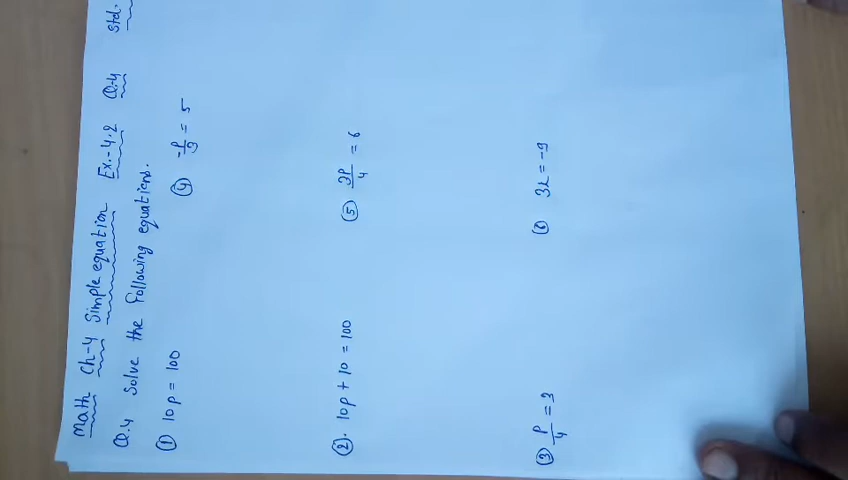 Math Ch-4 Simple equation Ex.-4.2 Q.-4 Std.-
Q.4 Solve the following equations.
① 10p = 100
④ -p/3 = 5
②. 10p + 10 = 100
⑤ 3p/4 = 6
③ p/4 = 3
⑥ 3s = -9